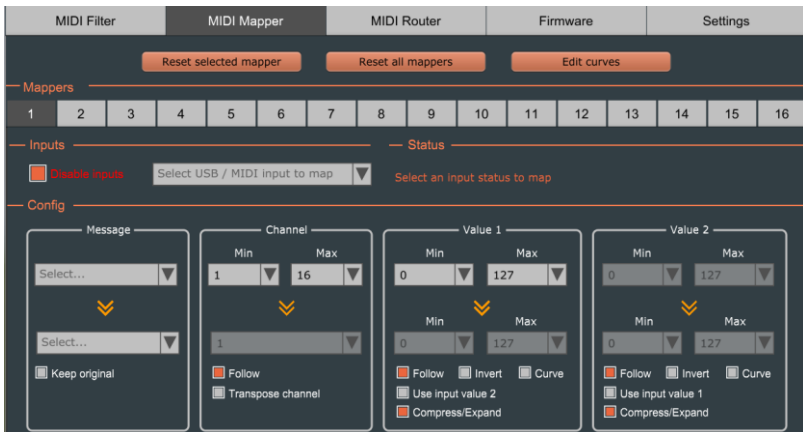 MIDI Filter MIDI Mapper MIDI Router Firmware Settings
Reset selected mapper Reset all mappers Edit curves
Mappers
1 2 3 4 5 6 7 8 9 10 11 12 13 14 15 16
Inputs Status
Disable inputs Select USB / MIDI input to map Select an input status to map
Config
Message Channel Value 1 Value 2
Min Max Min Max Min Max
Select... 1 16 0 127 0 127
Min Max Min Max
Select... 1 0 127 0 127
Keep original Follow Follow Invert Curve Follow Invert Curve
Transpose channel Use input value 2 Use input value 1
Compress/Expand Compress/Expand